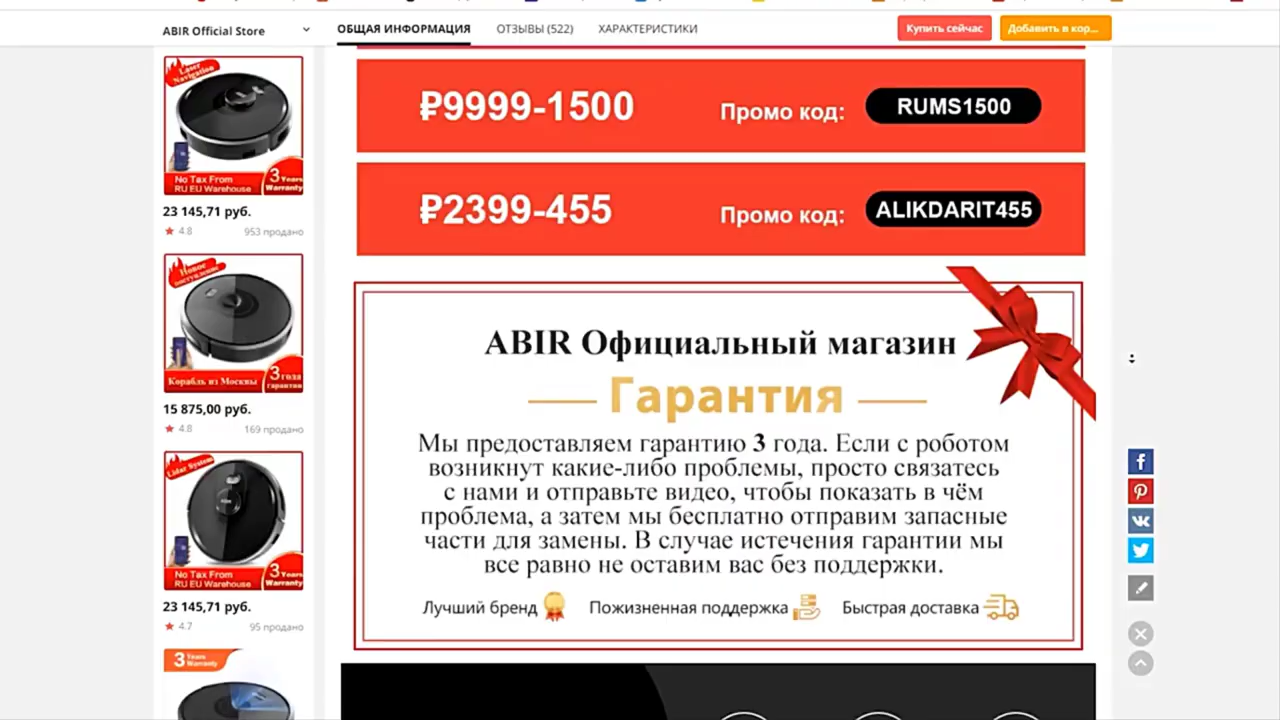 ABIR Official Store
ОБЩАЯ ИНФОРМАЦИЯ
ОТЗЫВЫ (522)
ХАРАКТЕРИСТИКИ
Купить сейчас
Добавить в кор...
Laser
Navigation
No Tax From
RU EU Warehouse
3 Years
Warranty
23 145,71 руб.
4.8
953 продано
Новое
поступление
Корабль из Москвы
3 года
гарантии
15 875,00 руб.
4.8
169 продано
Lidar System
No Tax From
RU EU Warehouse
3 Years
Warranty
23 145,71 руб.
4.7
95 продано
3 Years
Warranty
₽9999-1500
Промо код:
RUMS1500
₽2399-455
Промо код:
ALIKDARIT455
ABIR Официальный магазин
Гарантия
Мы предоставляем гарантию 3 года. Если с роботом
возникнут какие-либо проблемы, просто связатесь
с нами и отправьте видео, чтобы показать в чём
проблема, а затем мы бесплатно отправим запасные
части для замены. В случае истечения гарантии мы
все равно не оставим вас без поддержки.
Лучший бренд
Пожизненная поддержка
Быстрая доставка